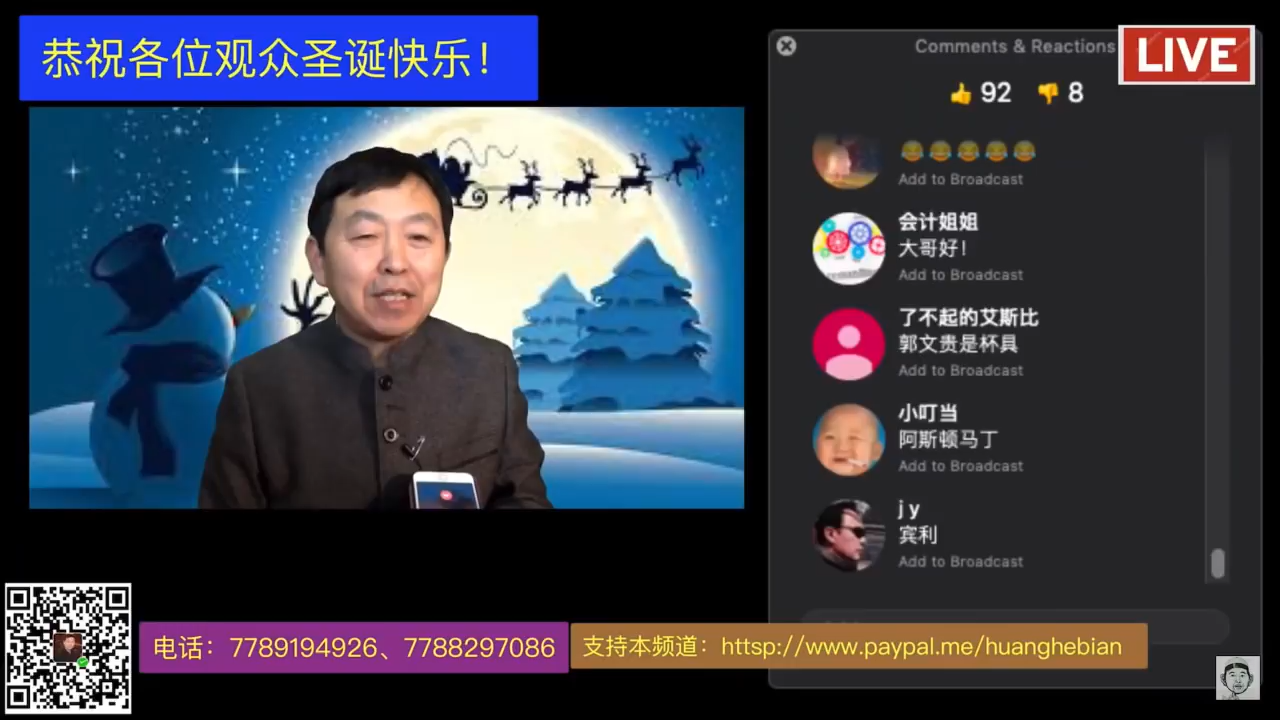 恭祝各位观众圣诞快乐！
Comments & Reactions
LIVE
👍 92 👎 8
😂😂😂😂😂
Add to Broadcast
会计姐姐
大哥好！
Add to Broadcast
了不起的艾斯比
郭文贵是杯具
Add to Broadcast
小叮当
阿斯顿马丁
Add to Broadcast
j y
宾利
Add to Broadcast
电话：7789194926、7788297086
支持本频道：httsp://www.paypal.me/huanghebian